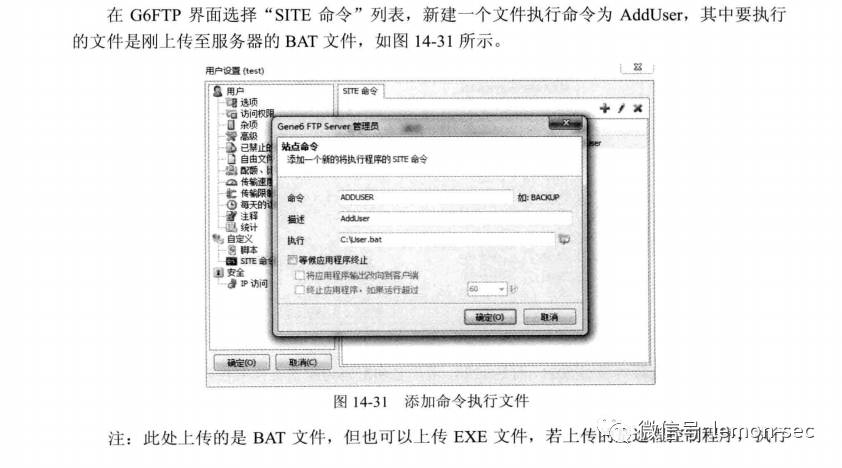 在 G6FTP 界面选择“SITE 命令”列表，新建一个文件执行命令为 AddUser，其中要执行
的文件是刚上传至服务器的 BAT 文件，如图 14-31 所示。
用户设置 (test)
用户
选项
访问权限
杂项
高级
已禁止的
自由文件
配额、
传输速度
传输限制
每天的
注释
统计
自定义
脚本
SITE 命令
安全
IP 访问
确定(O)
取消(C)
SITE 命令
Gene6 FTP Server 管理员
站点命令
添加一个新的将执行程序的 SITE 命令
命令 ADDUSER 如: BACKUP
描述 AddUser
执行 C:\User.bat
等候应用程序终止
将应用程序输出改向到客户端
终止应用程序，如果运行超过 60 秒
确定(O) 取消
图 14-31 添加命令执行文件
注：此处上传的是 BAT 文件，但也可以上传 EXE 文件，若上传的是远程控制程序，执行
微信号: lemon-sec